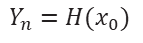 Yₙ = H(x₀)